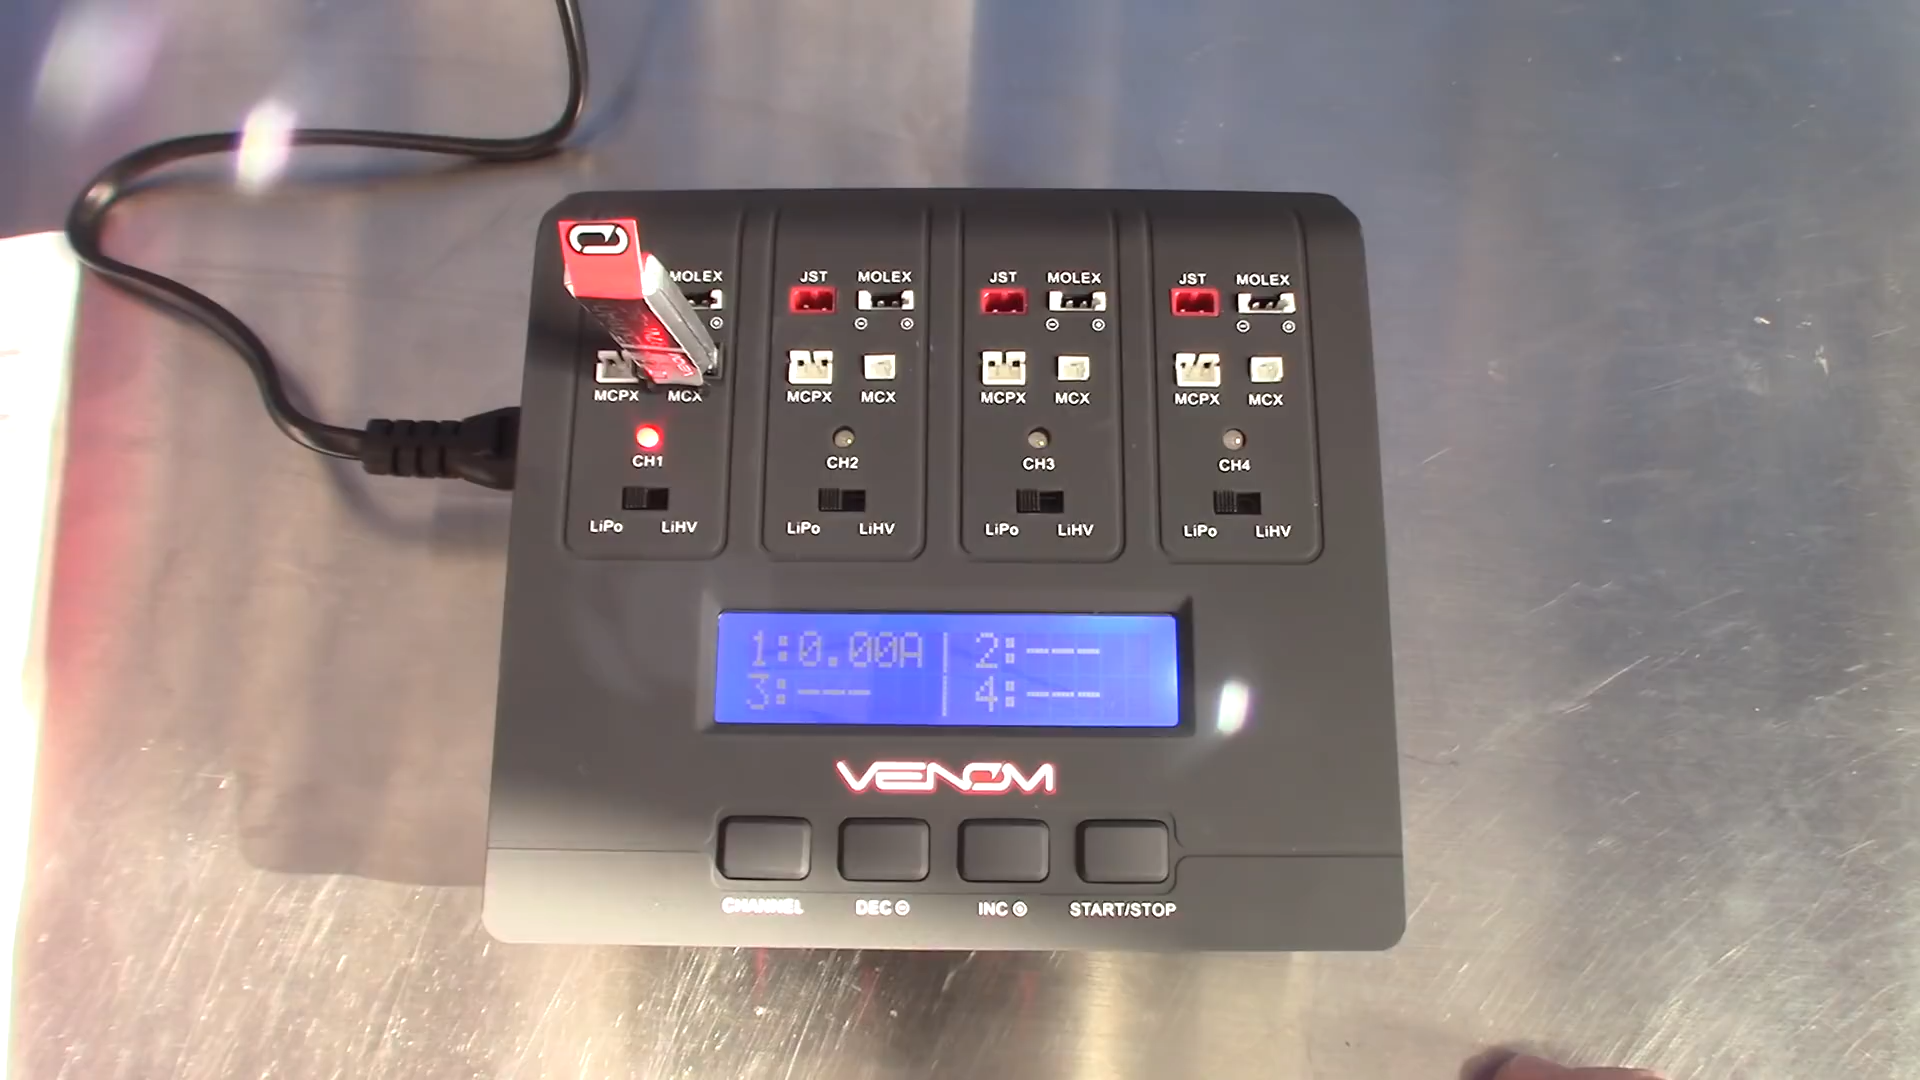 MOLEX
JST MOLEX
JST MOLEX
JST MOLEX
MCPX MCX
MCPX MCX
MCPX MCX
MCPX MCX
CH1
CH2
CH3
CH4
LiPo LiHV
LiPo LiHV
LiPo LiHV
LiPo LiHV
1:0.00A | 2:---
3:--- | 4:---
VENOM
CHANNEL
DEC ⊖
INC ⊕
START/STOP